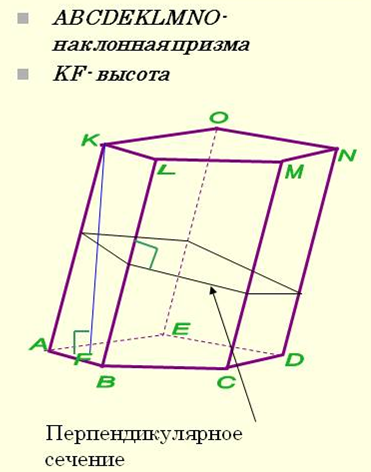 ABCDEKLMNO-
наклонная призма
KF- высота
O
K
N
L
M
A
E
F
D
B
C
Перпендикулярное
сечение